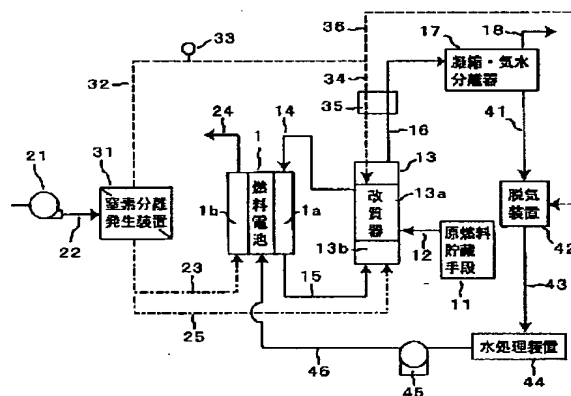 36
18
33
17
凝縮・気水
分離器
32
34
35
31
24
14
1
16
13
41
21
窒素分離
発生装置
1b
燃料電池
1a
改質器
13a
脱気
装置
22
13b
12
原燃料
貯蔵
手段
42
23
15
11
43
25
水処理装置
46
45
44